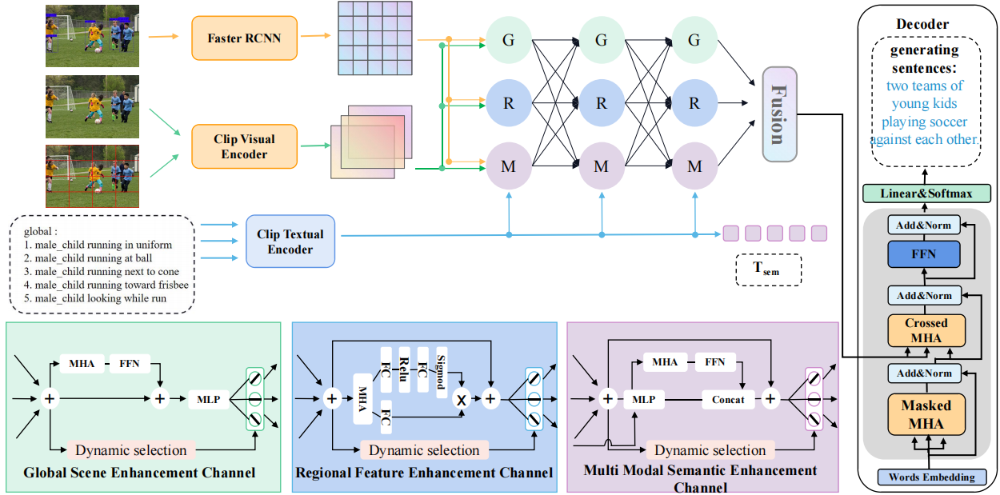 Faster RCNN
Clip Visual
Encoder
global :
1. male_child running in uniform
2. male_child running at ball
3. male_child running next to cone
4. male_child running toward frisbee
5. male_child looking while run
Clip Textual
Encoder
G
G
G
R
R
R
M
M
M
Fusion
T_sem
Decoder
generating
sentences:
two teams of
young kids
playing soccer
against each other.
Linear&Softmax
Add&Norm
FFN
Add&Norm
Crossed
MHA
Add&Norm
Masked
MHA
Words Embedding
+
MHA
FFN
+
MLP
Dynamic selection
Global Scene Enhancement Channel
+
MHA
FC
Relu
FC
Sigmod
FC
X
+
Dynamic selection
Regional Feature Enhancement Channel
+
MHA
FFN
MLP
Concat
+
Dynamic selection
Multi Modal Semantic Enhancement
Channel